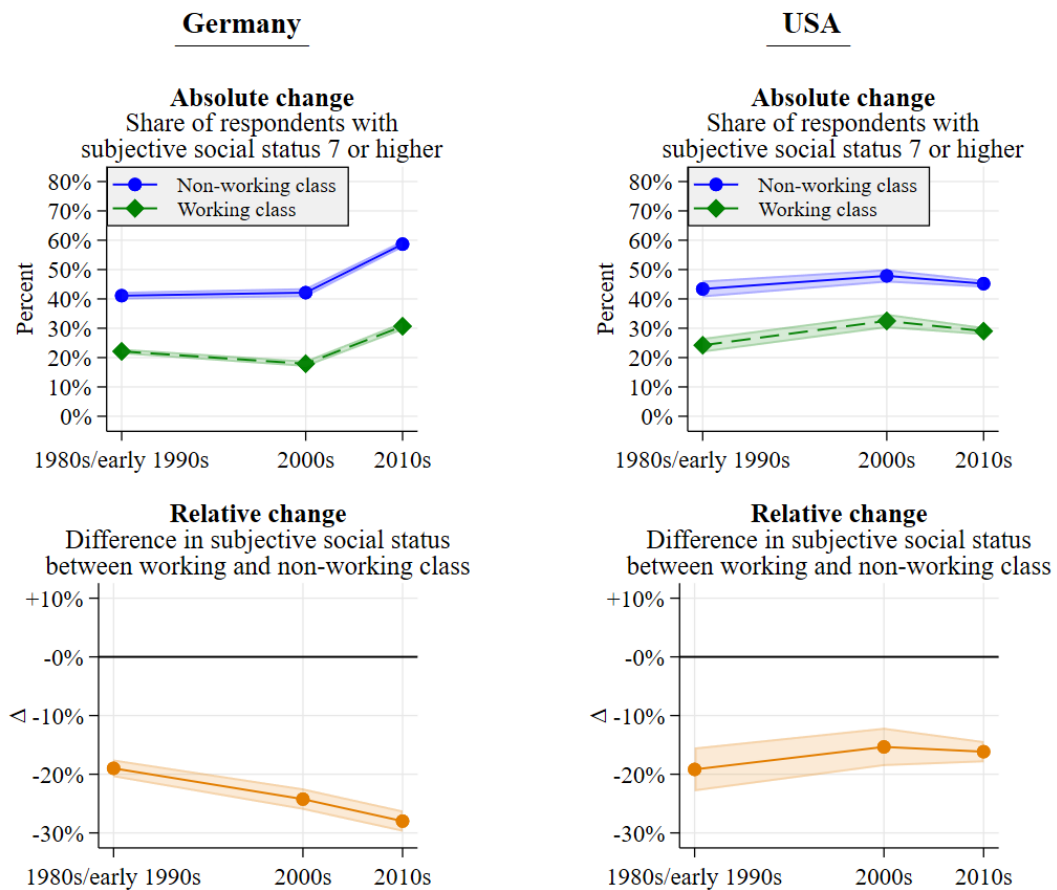 Germany
Absolute change
Share of respondents with
subjective social status 7 or higher
80%
70%
60%
50%
40%
30%
20%
10%
0%
Percent
Non-working class
Working class
1980s/early 1990s 2000s 2010s
Relative change
Difference in subjective social status
between working and non-working class
+10%
-0%
-10%
-20%
-30%
Δ
1980s/early 1990s 2000s 2010s
USA
Absolute change
Share of respondents with
subjective social status 7 or higher
80%
70%
60%
50%
40%
30%
20%
10%
0%
Percent
Non-working class
Working class
1980s/early 1990s 2000s 2010s
Relative change
Difference in subjective social status
between working and non-working class
+10%
-0%
-10%
-20%
-30%
Δ
1980s/early 1990s 2000s 2010s